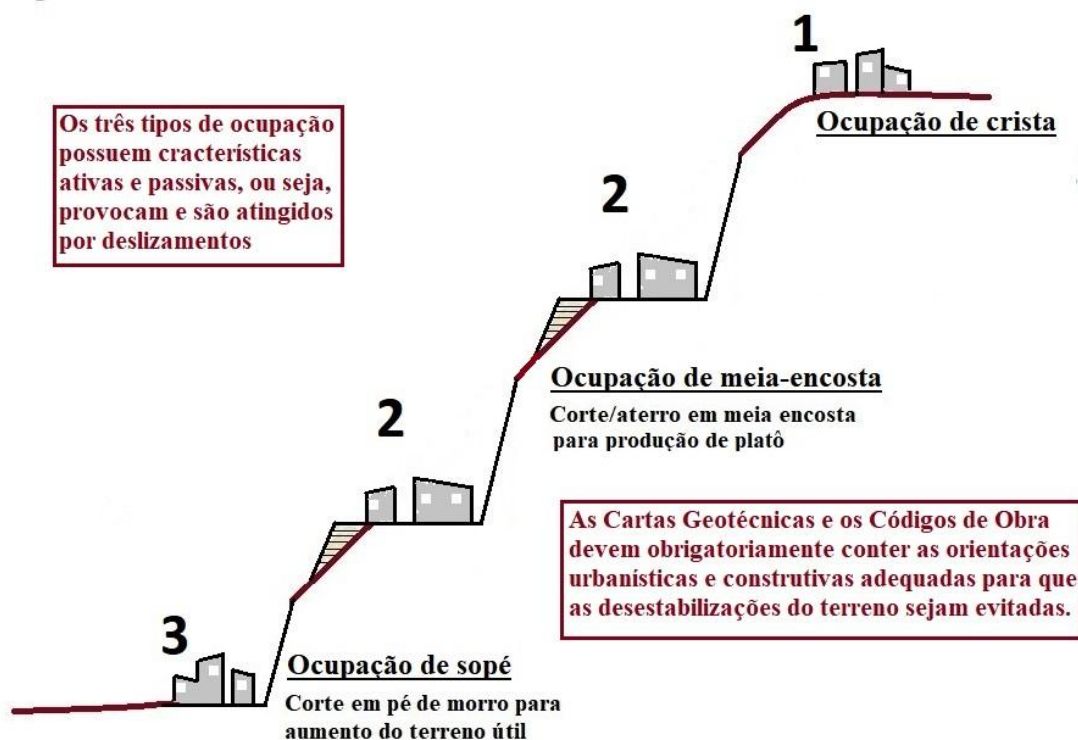 1
Ocupação de crista
Os três tipos de ocupação
possuem cracterísticas
ativas e passivas, ou seja,
provocam e são atingidos
por deslizamentos
2
Ocupação de meia-encosta
Corte/aterro em meia encosta
para produção de platô
2
As Cartas Geotécnicas e os Códigos de Obra
devem obrigatoriamente conter as orientações
urbanísticas e construtivas adequadas para que
as desestabilizações do terreno sejam evitadas.
3
Ocupação de sopé
Corte em pé de morro para
aumento do terreno útil